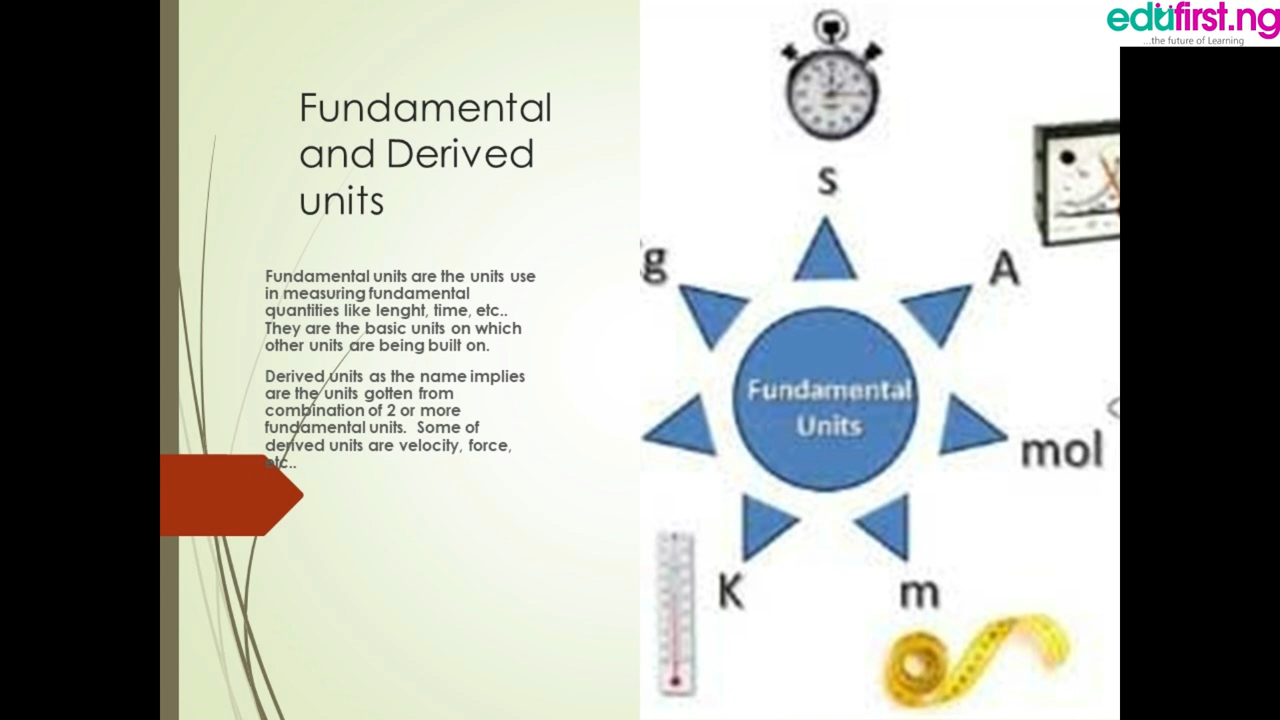 edufirst.ng
...the future of Learning
Fundamental
and Derived
units
Fundamental units are the units use
in measuring fundamental
quantities like lenght, time, etc..
They are the basic units on which
other units are being built on.
Derived units as the name implies
are the units gotten from
combination of 2 or more
fundamental units. Some of
derived units are velocity, force,
etc..
s
g
A
Fundamental
Units
mol
K
m